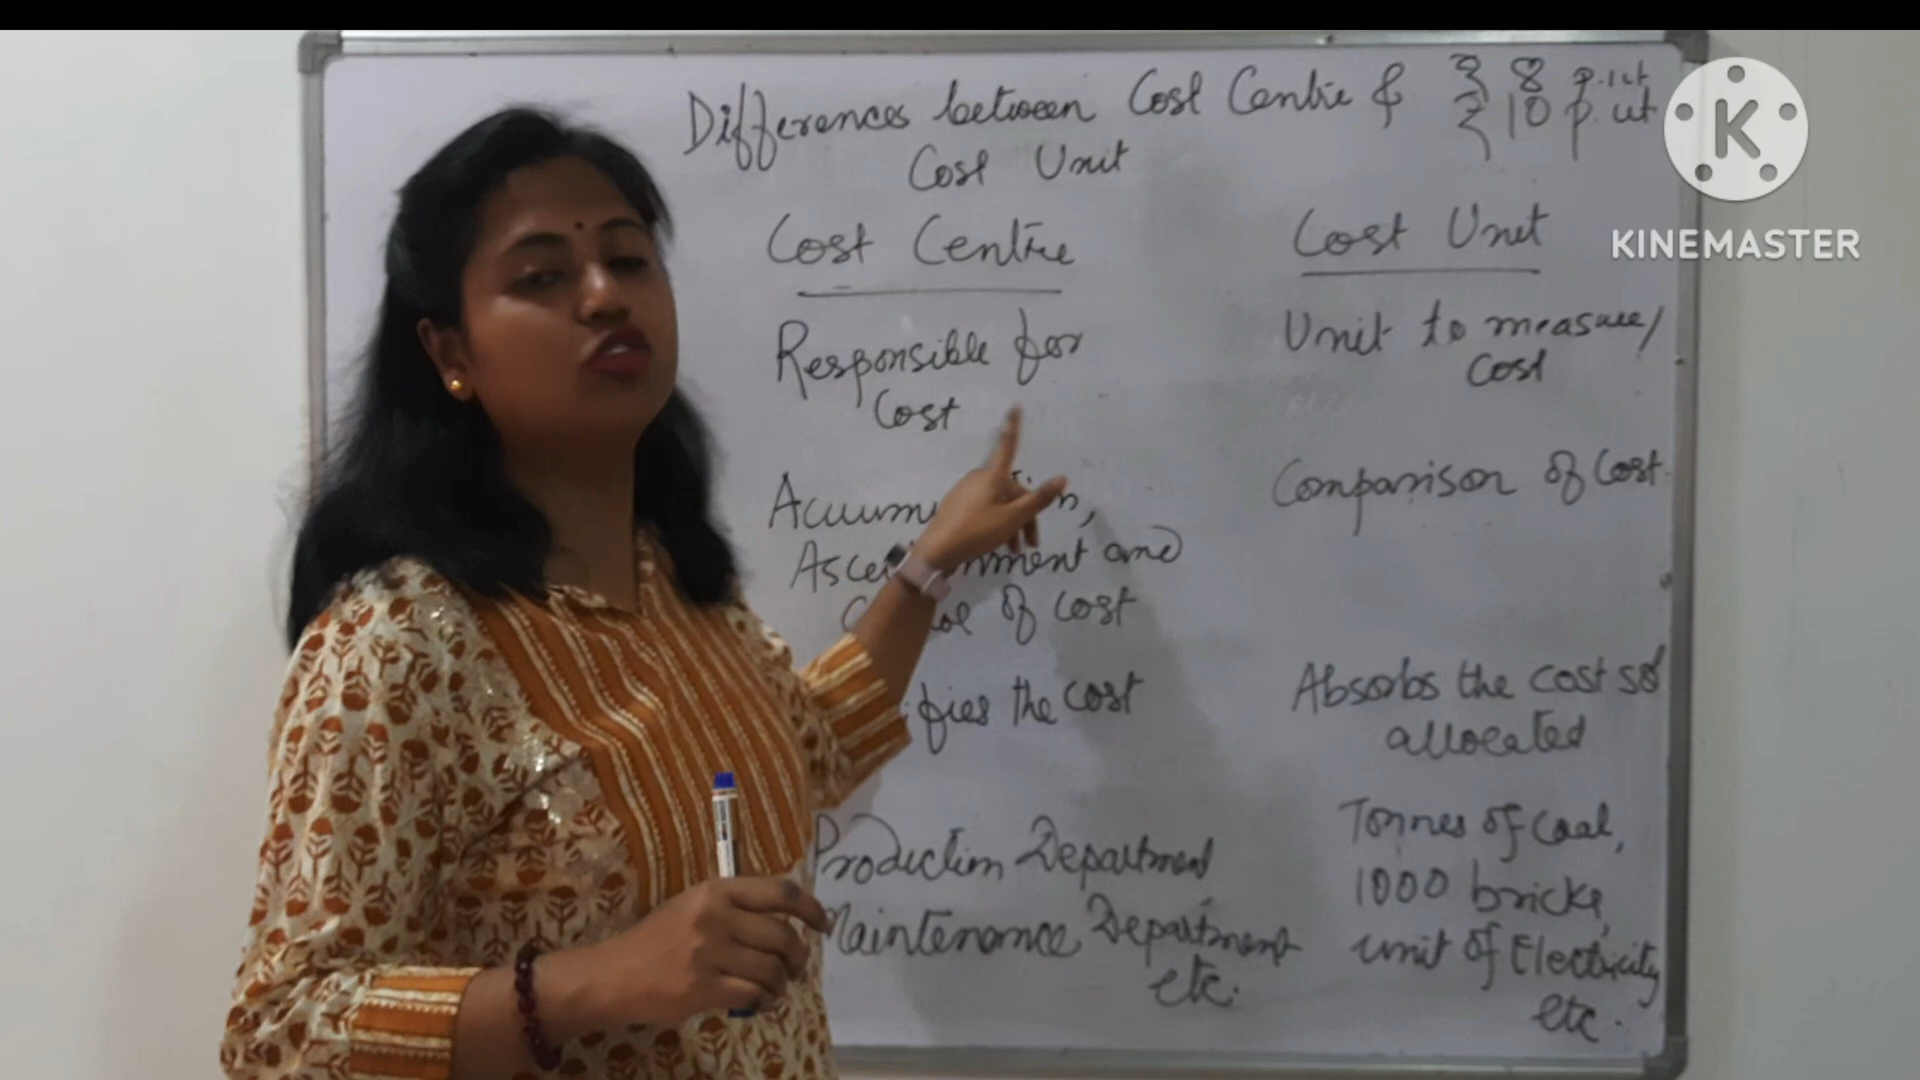 Differences between Cost Centre & ₹ 8 p.ut
Cost Unit ₹ 10 p.ut
KINEMASTER
Cost Centre Cost Unit
Responsible for Unit to measure/
Cost Cost
Comparison of Cost.
and
of cost
the cost Absorbs the cost so
allocated
Production Department Tonnes of Coal,
1000 bricks,
Maintenance Department unit of Electricity
etc. etc.